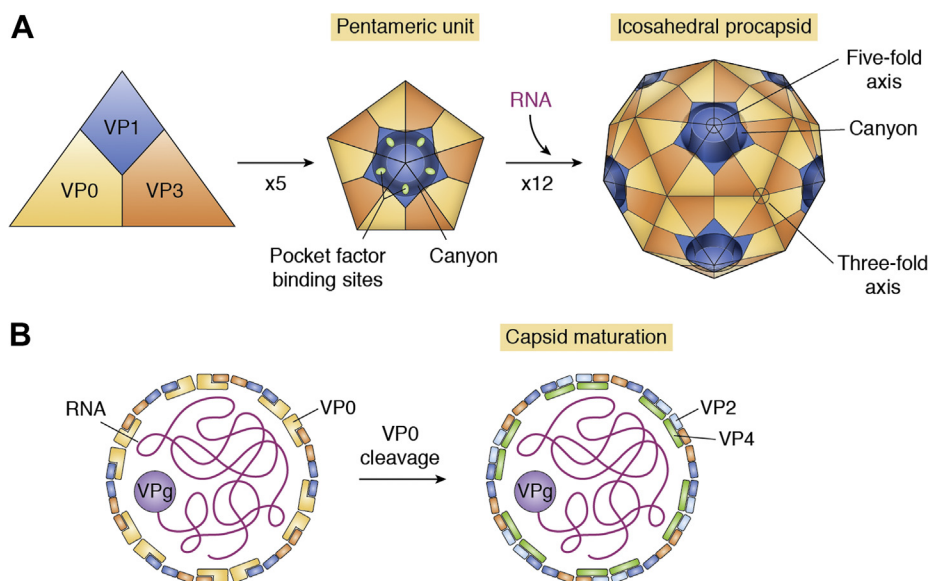 A
Pentameric unit
Icosahedral procapsid
VP1
VP0
VP3
x5
RNA
x12
Five-fold
axis
Canyon
Pocket factor
binding sites
Canyon
Three-fold
axis
B
Capsid maturation
RNA
VP0
VPg
VP0
cleavage
VP2
VP4
VPg